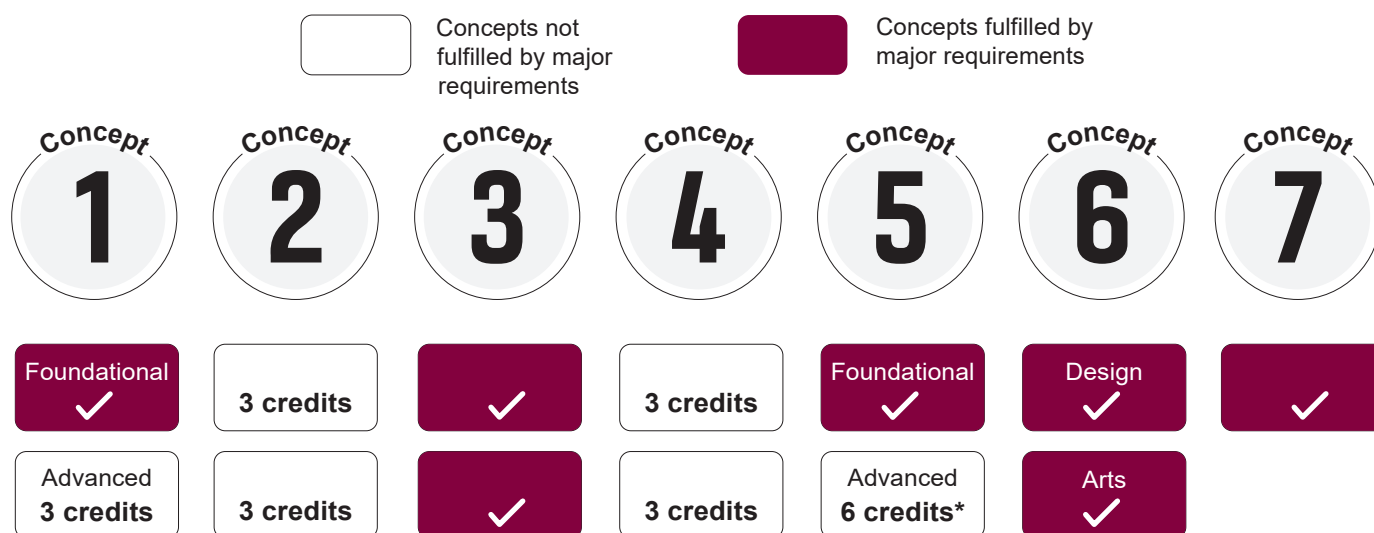 Concepts not
fulfilled by major
requirements
Concepts fulfilled by
major requirements
Concept
1
Concept
2
Concept
3
Concept
4
Concept
5
Concept
6
Concept
7
Foundational
3 credits
3 credits
Foundational
Design
Advanced
3 credits
3 credits
3 credits
Advanced
6 credits*
Arts